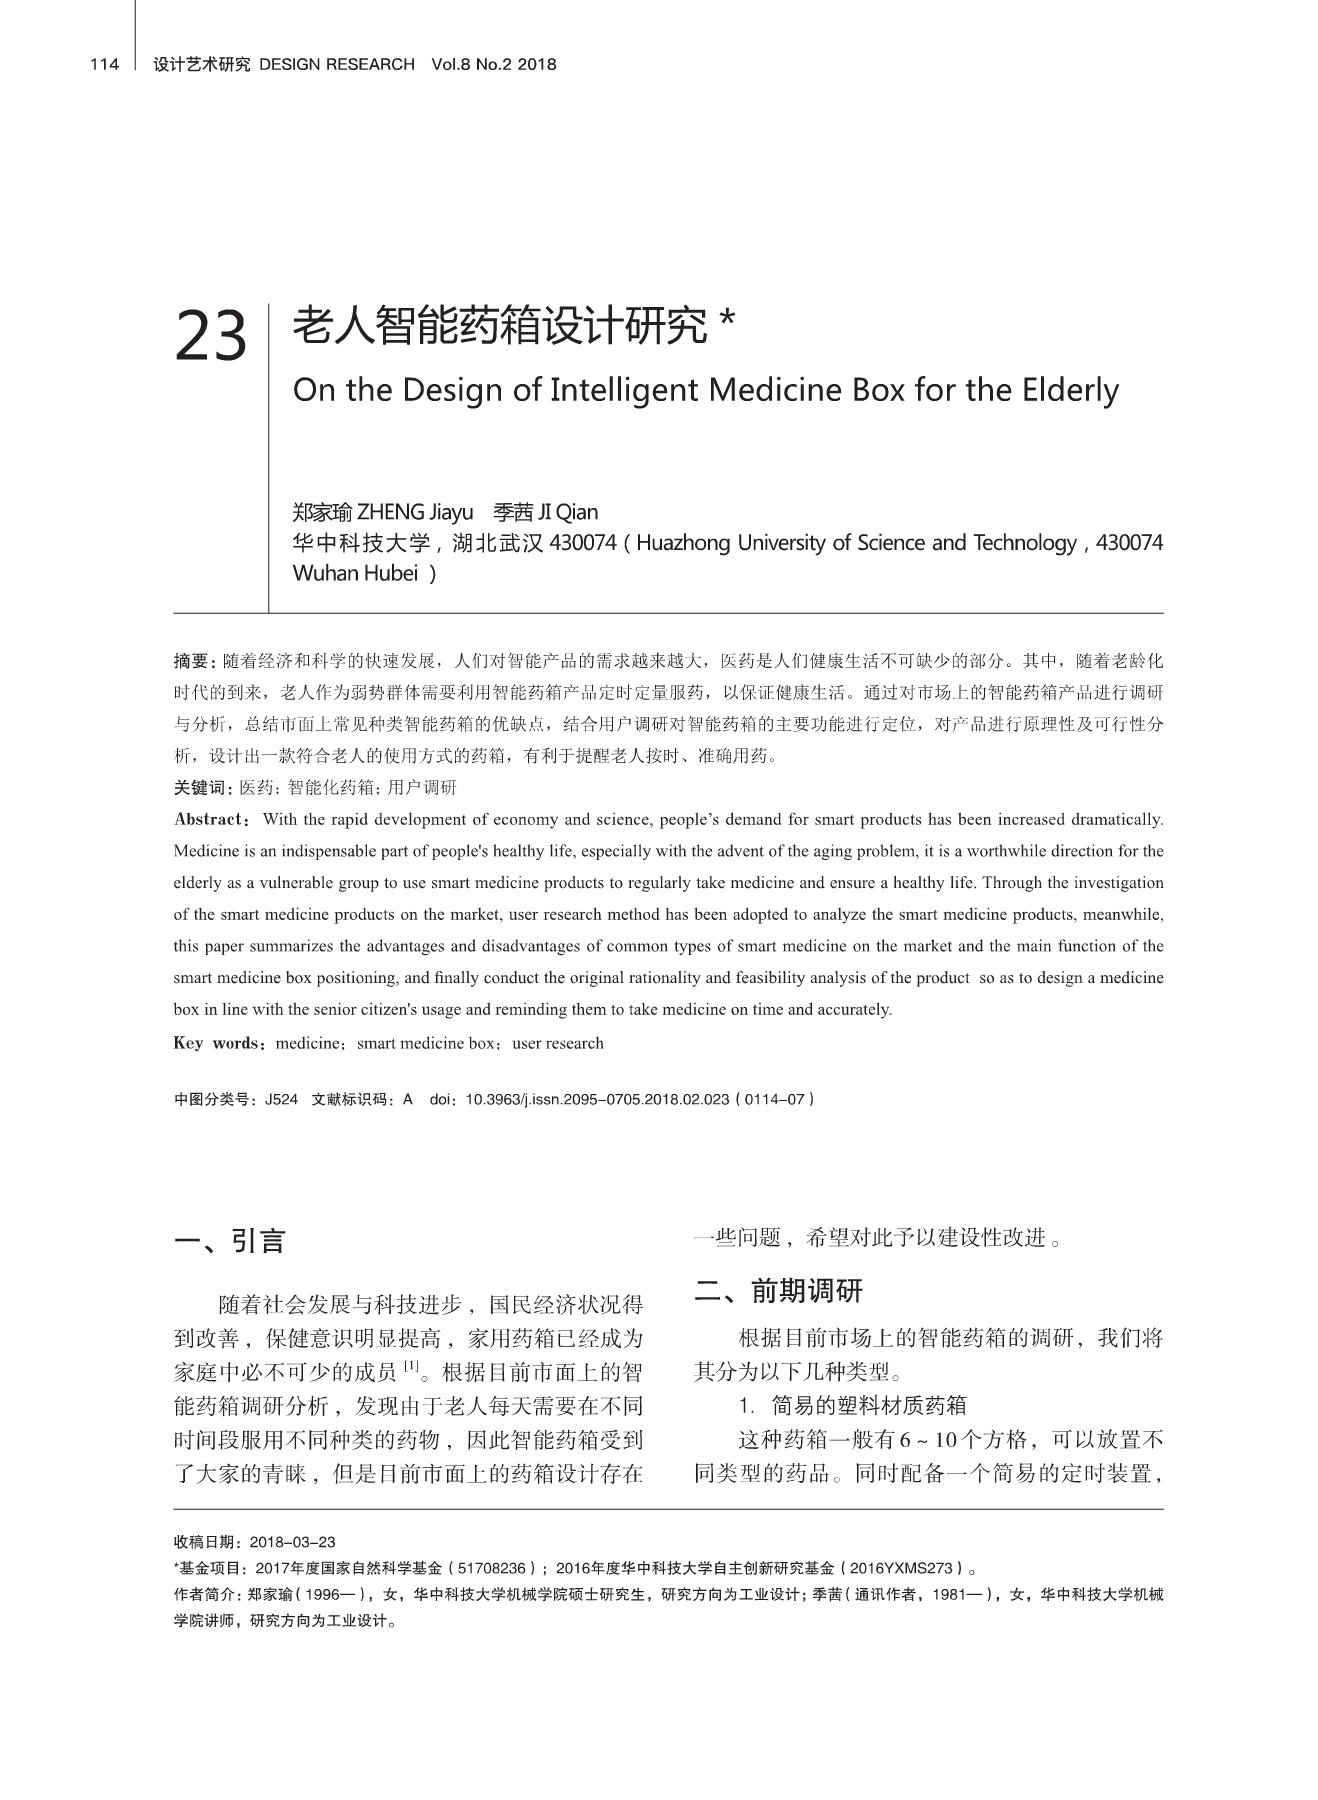 114 设计艺术研究 DESIGN RESEARCH Vol.8 No.2 2018
23
老人智能药箱设计研究 *
On the Design of Intelligent Medicine Box for the Elderly
郑家瑜 ZHENG Jiayu 季茜 JI Qian
华中科技大学，湖北武汉 430074（Huazhong University of Science and Technology，430074
Wuhan Hubei ）
摘要：随着经济和科学的快速发展，人们对智能产品的需求越来越大，医药是人们健康生活不可缺少的部分。其中，随着老龄化
时代的到来，老人作为弱势群体需要利用智能药箱产品定时定量服药，以保证健康生活。通过对市场上的智能药箱产品进行调研
与分析，总结市面上常见种类智能药箱的优缺点，结合用户调研对智能药箱的主要功能进行定位，对产品进行原理性及可行性分
析，设计出一款符合老人的使用方式的药箱，有利于提醒老人按时、准确用药。
关键词：医药；智能化药箱；用户调研
Abstract： With the rapid development of economy and science, people’s demand for smart products has been increased dramatically.
Medicine is an indispensable part of people's healthy life, especially with the advent of the aging problem, it is a worthwhile direction for the
elderly as a vulnerable group to use smart medicine products to regularly take medicine and ensure a healthy life. Through the investigation
of the smart medicine products on the market, user research method has been adopted to analyze the smart medicine products, meanwhile,
this paper summarizes the advantages and disadvantages of common types of smart medicine on the market and the main function of the
smart medicine box positioning, and finally conduct the original rationality and feasibility analysis of the product so as to design a medicine
box in line with the senior citizen's usage and reminding them to take medicine on time and accurately.
Key words：medicine；smart medicine box；user research
中图分类号：J524 文献标识码：A doi：10.3963/j.issn.2095-0705.2018.02.023（0114-07）
一、引言
随着社会发展与科技进步，国民经济状况得
到改善，保健意识明显提高，家用药箱已经成为
家庭中必不可少的成员 [1]。根据目前市面上的智
能药箱调研分析，发现由于老人每天需要在不同
时间段服用不同种类的药物，因此智能药箱受到
了大家的青睐，但是目前市面上的药箱设计存在
一些问题，希望对此予以建设性改进。
二、前期调研
根据目前市场上的智能药箱的调研，我们将
其分为以下几种类型。
1. 简易的塑料材质药箱
这种药箱一般有 6 ~ 10 个方格，可以放置不
同类型的药品。同时配备一个简易的定时装置，
收稿日期：2018-03-23
*基金项目：2017年度国家自然科学基金（51708236）；2016年度华中科技大学自主创新研究基金（2016YXMS273）。
作者简介：郑家瑜（1996—），女，华中科技大学机械学院硕士研究生，研究方向为工业设计；季茜（通讯作者，1981—），女，华中科技大学机械
学院讲师，研究方向为工业设计。